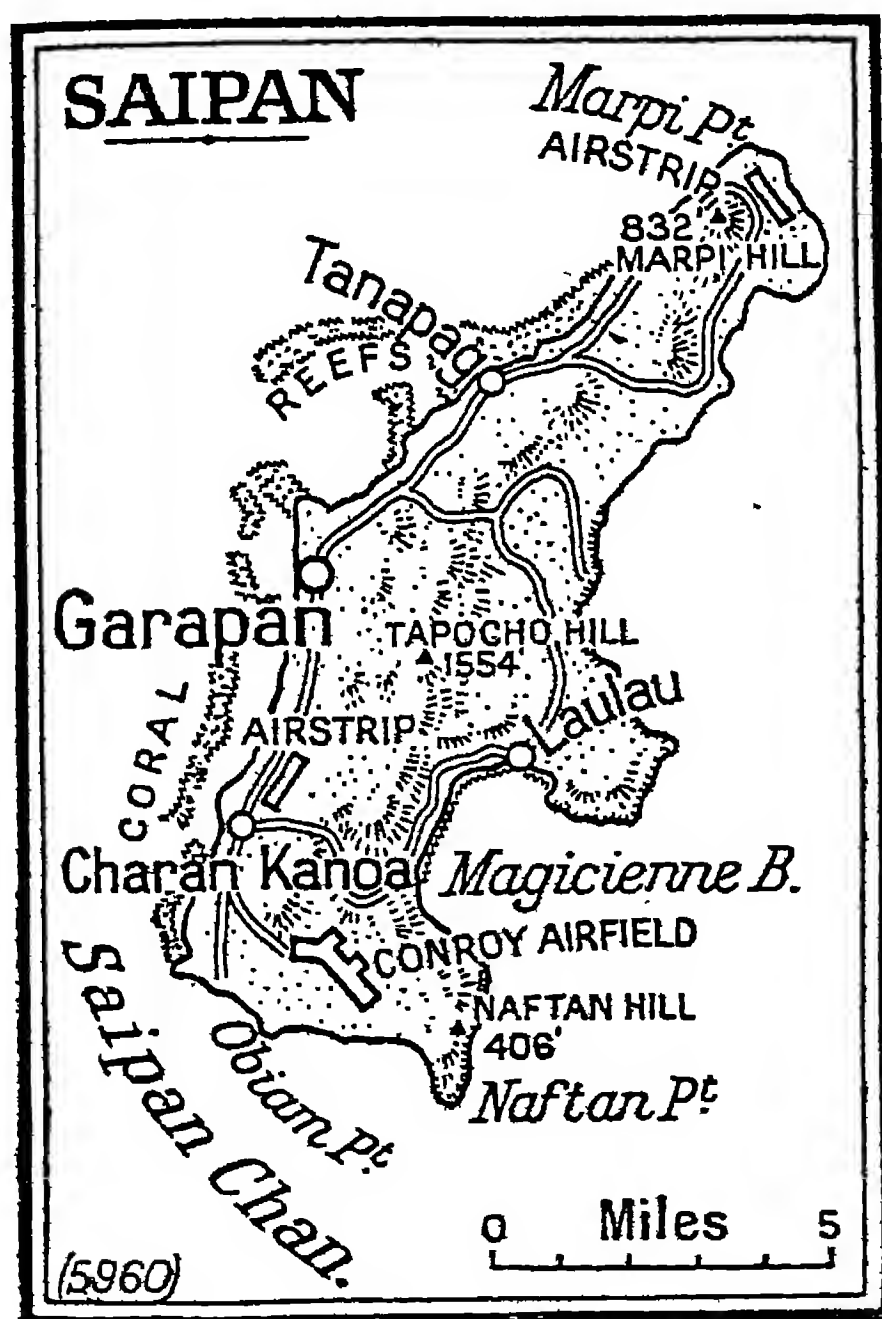 SAIPAN
Marpi Pt.
AIRSTRIP
832'
MARPI HILL
Tanapag
REEFS
Garapan
TAPOCHO HILL
1554'
CORAL
AIRSTRIP
Laulau
Charan Kanoa
Magicienne B.
CONROY AIRFIELD
NAFTAN HILL
406'
Naftan Pt.
Obiam Pt.
Saipan Chan.
0 Miles 5
(5960)